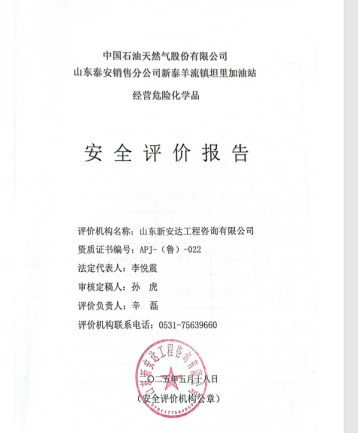 中国石油天然气股份有限公司
山东泰安销售分公司新泰羊流镇坦里加油站
经营危险化学品
安全评价报告
评价机构名称：山东新安达工程咨询有限公司
资质证书编号：APJ-（鲁）-022
法定代表人：李悦震
审核定稿人：孙 虎
评价负责人：辛 磊
评价机构联系电话：0531-75639660
二〇二五年五月十八日
（安全评价机构公章）